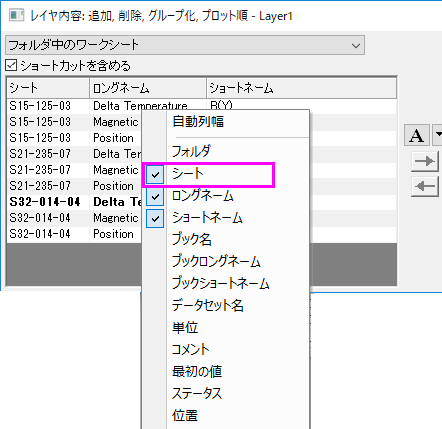 レイヤ内容: 追加, 削除, グループ化, プロット順 - Layer1
フォルダ中のワークシート
ショートカットを含める
シート ロングネーム ショートネーム
S15-125-03 Delta Temperature B(Y)
S15-125-03 Magnetic
S15-125-03 Position
S21-235-07 Delta Te
S21-235-07 Magnetic
S21-235-07 Position
S32-014-04 Delta Te
S32-014-04 Magnetic
S32-014-04 Position
A
自動列幅
フォルダ
シート
ロングネーム
ショートネーム
ブック名
ブックロングネーム
ブックショートネーム
データセット名
単位
コメント
最初の値
ステータス
位置